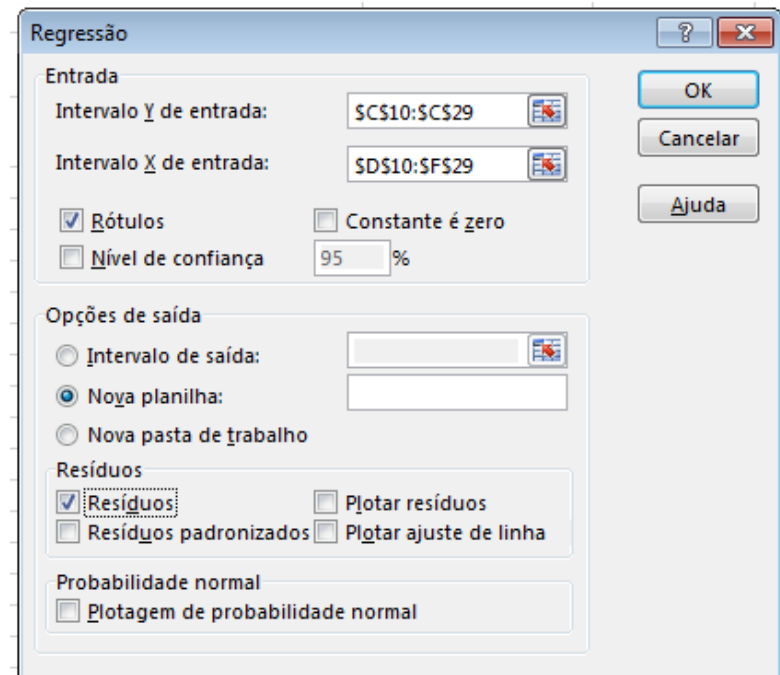 Regressão
Entrada
Intervalo Y de entrada: $C$10:$C$29
Intervalo X de entrada: $D$10:$F$29
Rótulos Constante é zero
Nível de confiança 95 %
OK
Cancelar
Ajuda
Opções de saída
Intervalo de saída:
Nova planilha:
Nova pasta de trabalho
Resíduos
Resíduos Plotar resíduos
Resíduos padronizados Plotar ajuste de linha
Probabilidade normal
Plotagem de probabilidade normal